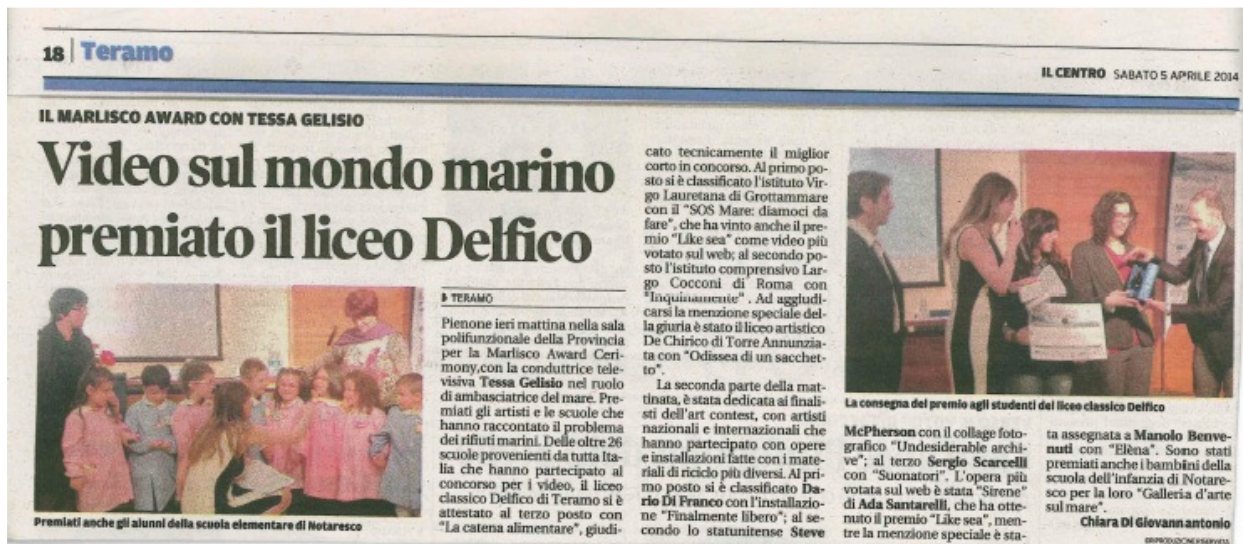 18 | Teramo
IL CENTRO SABATO 5 APRILE 2014
IL MARLISCO AWARD CON TESSA GELISIO
Video sul mondo marino
premiato il liceo Delfico
Premiati anche gli alunni della scuola elementare di Notaresco
TERAMO
Pienone ieri mattina nella sala
polifunzionale della Provincia
per la Marlisco Award Ceri-
mony,con la conduttrice tele-
visiva Tessa Gelisio nel ruolo
di ambasciatrice del mare. Pre-
miati gli artisti e le scuole che
hanno raccontato il problema
dei rifiuti marini. Delle oltre 26
scuole provenienti da tutta Ita-
lia che hanno partecipato al
concorso per i video, il liceo
classico Delfico di Teramo si è
attestato al terzo posto con
"La catena alimentare", giudi-
cato tecnicamente il miglior
corto in concorso. Al primo po-
sto si è classificato l'istituto Vir-
go Lauretana di Grottammare
con il "SOS Mare: diamoci da
fare", che ha vinto anche il pre-
mio "Like sea" come video più
votato sul web; al secondo po-
sto l'istituto comprensivo Lar-
go Cocconi di Roma con
"Inquinamente" . Ad aggiudi-
carsi la menzione speciale del-
la giuria è stato il liceo artistico
De Chirico di Torre Annunzia-
ta con "Odissea di un sacchet-
to".
La seconda parte della mat-
tinata, è stata dedicata ai finali-
sti dell'art contest, con artisti
nazionali e internazionali che
hanno partecipato con opere
e installazioni fatte con i mate-
riali di riciclo più diversi. Al pri-
mo posto si è classificato Da-
rio Di Franco con l'installazio-
ne "Finalmente libero"; al se-
condo lo statunitense Steve
La consegna del premio agli studenti del liceo classico Delfico
McPherson con il collage foto-
grafico "Undesiderable archi-
ve"; al terzo Sergio Scarcelli
con "Suonatori". L'opera più
votata sul web è stata "Sirene"
di Ada Santarelli, che ha otte-
nuto il premio "Like sea", men-
tre la menzione speciale è sta-
ta assegnata a Manolo Benve-
nuti con "Elèna". Sono stati
premiati anche i bambini della
scuola dell'infanzia di Notare-
sco per la loro "Galleria d'arte
sul mare".
Chiara Di Giovannantonio
©RIPRODUZIONE RISERVATA